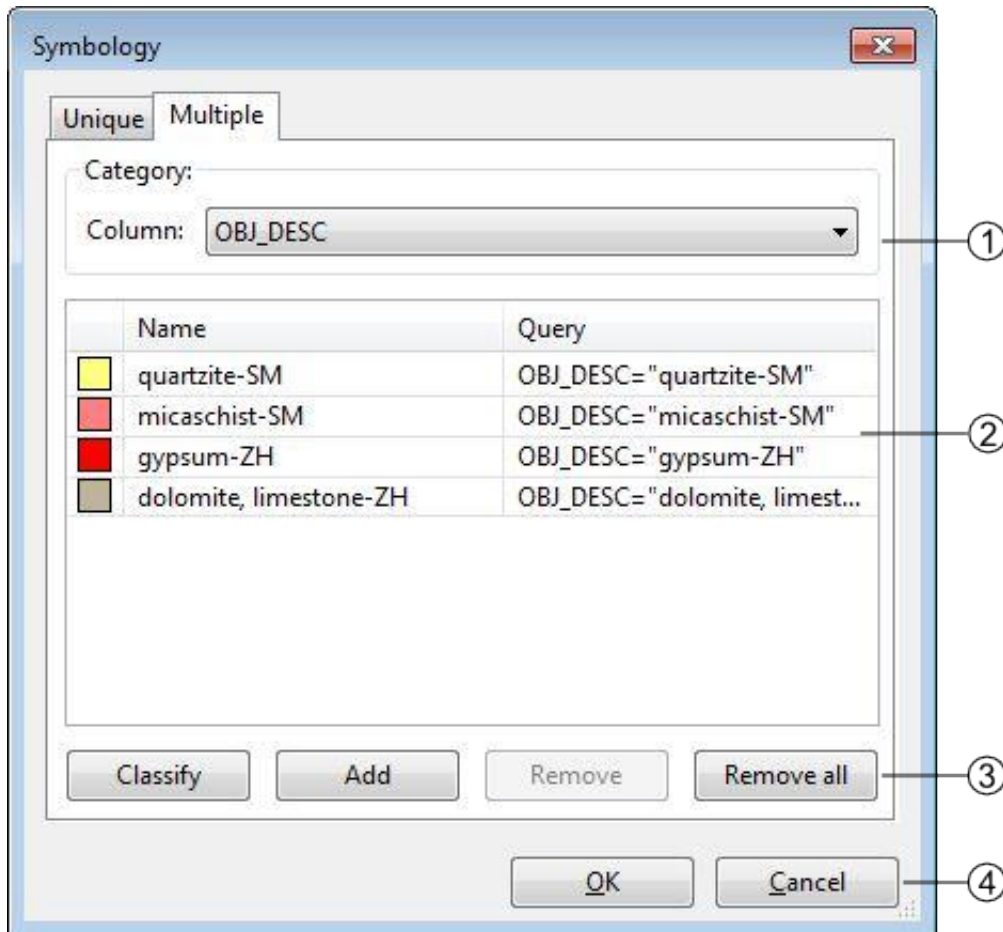 Symbology
Unique Multiple
Category:
Column: OBJ_DESC
①
Name Query
quartzite-SM OBJ_DESC="quartzite-SM"
micaschist-SM OBJ_DESC="micaschist-SM"
②
gypsum-ZH OBJ_DESC="gypsum-ZH"
dolomite, limestone-ZH OBJ_DESC="dolomite, limest...
Classify Add Remove Remove all
③
OK Cancel
④